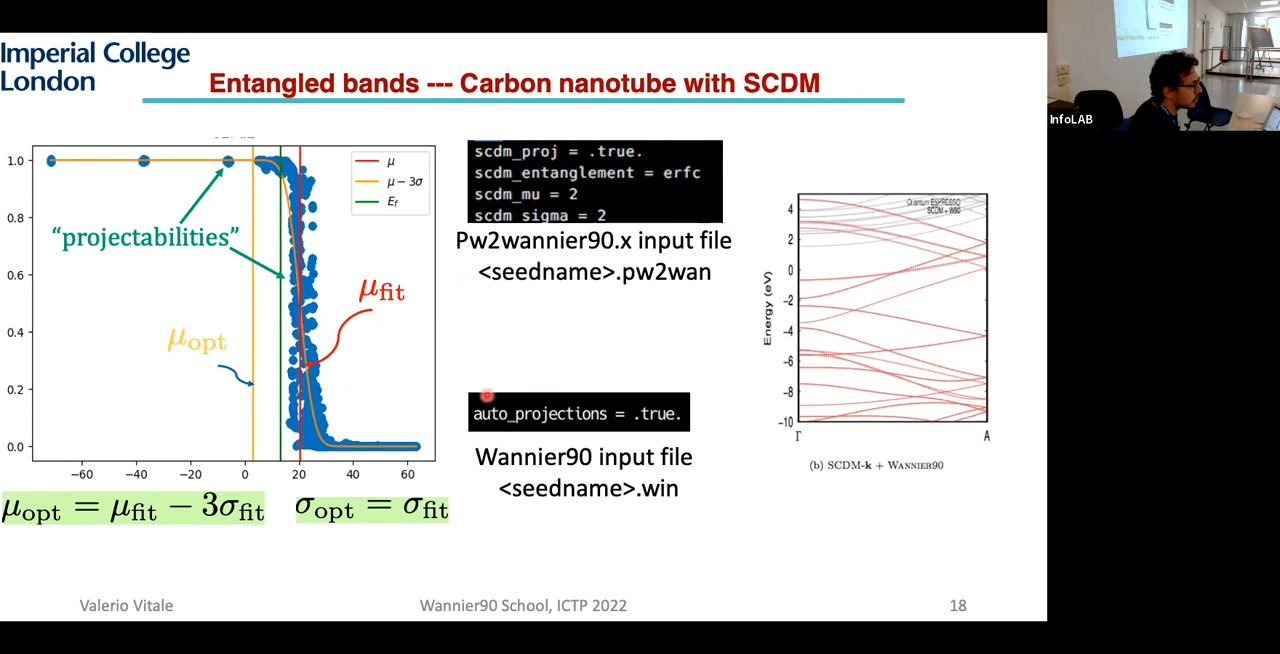 Imperial College
London
Entangled bands --- Carbon nanotube with SCDM
InfoLAB
1.0
0.8
0.6
0.4
0.2
0.0
−60
−40
−20
0
20
40
60
μ
μ − 3σ
E_f
“projectabilities”
μ_fit
μ_opt
μ_opt = μ_fit − 3σ_fit
σ_opt = σ_fit
scdm_proj = .true.
scdm_entanglement = erfc
scdm_mu = 2
scdm_sigma = 2
Pw2wannier90.x input file
<seedname>.pw2wan
auto_projections = .true.
Wannier90 input file
<seedname>.win
Quantum ESPRESSO
SCDM + W90
Energy (eV)
4
2
0
−2
−4
−6
−8
−10
Γ
A
(b) SCDM-k + WANNIER90
Valerio Vitale
Wannier90 School, ICTP 2022
18